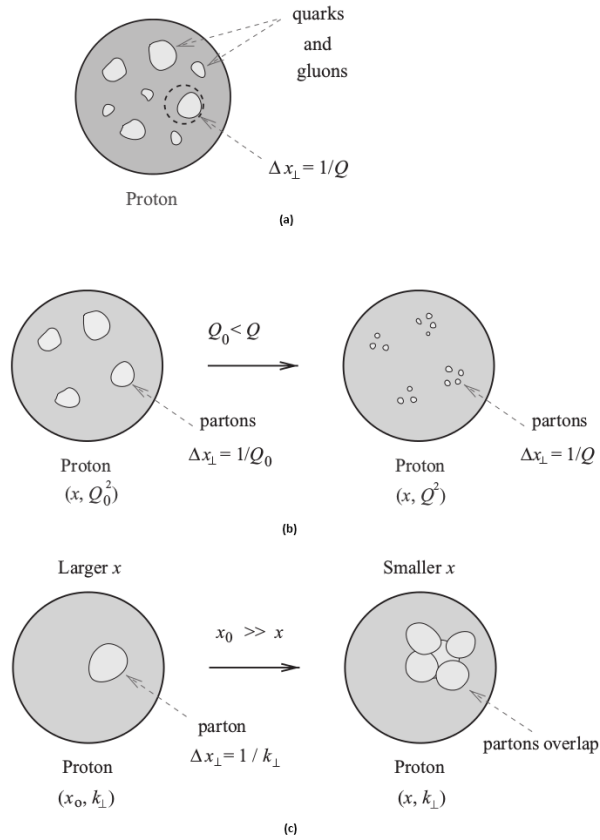 quarks
and
gluons
Δx⊥ = 1/Q
Proton
(a)
Q₀ < Q
partons
Δx⊥ = 1/Q₀
partons
Δx⊥ = 1/Q
Proton
(x, Q₀²)
Proton
(x, Q²)
(b)
Larger x
Smaller x
x₀ >> x
parton
Δx⊥ = 1 / k⊥
partons overlap
Proton
(x₀, k⊥)
Proton
(x, k⊥)
(c)